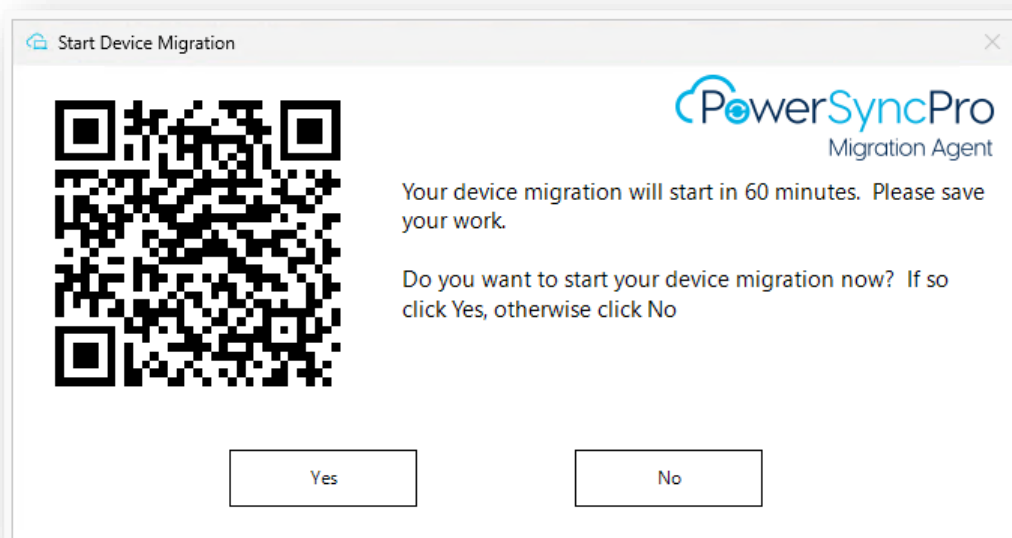 Start Device Migration
PowerSyncPro
Migration Agent
Your device migration will start in 60 minutes.  Please save
your work.
Do you want to start your device migration now?  If so
click Yes, otherwise click No
Yes
No